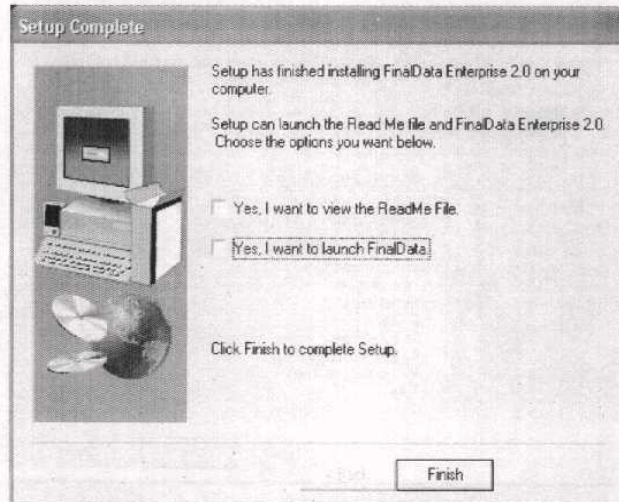 Setup Complete
Setup has finished installing FinalData Enterprise 2.0 on your
computer.
Setup can launch the Read Me file and FinalData Enterprise 2.0.
Choose the options you want below.
Yes, I want to view the ReadMe File.
Yes, I want to launch FinalData.
Click Finish to complete Setup.
Finish